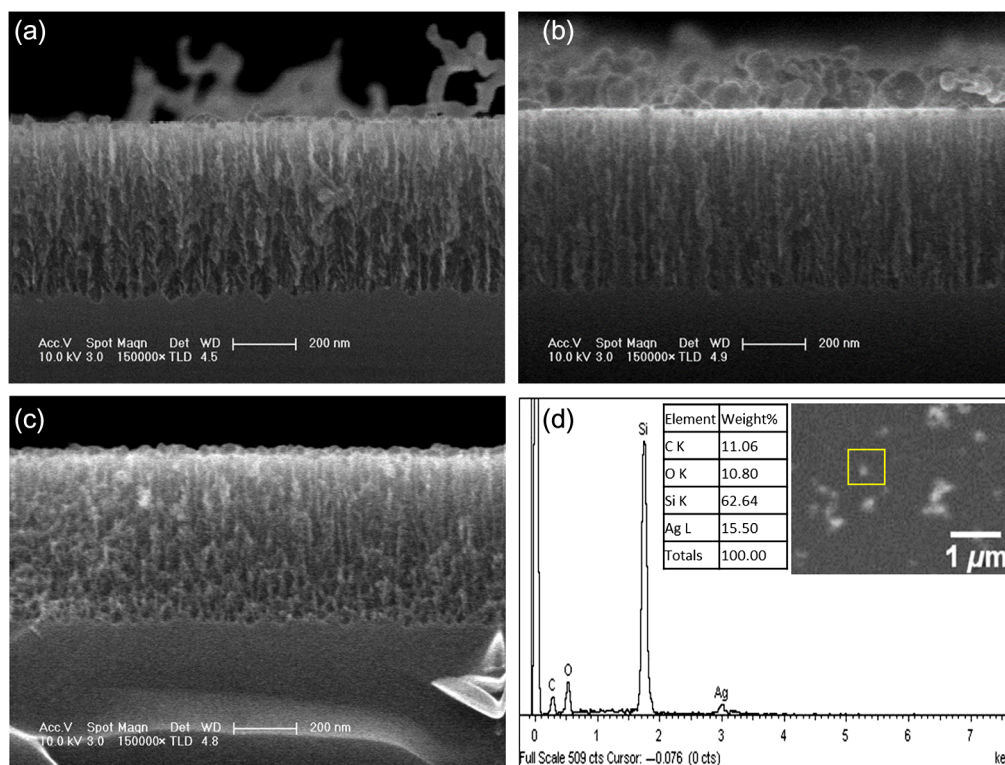 (a)
Acc.V Spot Magn Det WD
10.0 kV 3.0 150000× TLD 4.5
200 nm
(b)
Acc.V Spot Magn Det WD
10.0 kV 3.0 150000× TLD 4.9
200 nm
(c)
Acc.V Spot Magn Det WD
10.0 kV 3.0 150000× TLD 4.8
200 nm
(d)
Element Weight%
C K 11.06
O K 10.80
Si K 62.64
Ag L 15.50
Totals 100.00
1 µm
Si
C
O
Ag
0 1 2 3 4 5 6 7
Full Scale 509 cts Cursor: −0.076 (0 cts)
ke